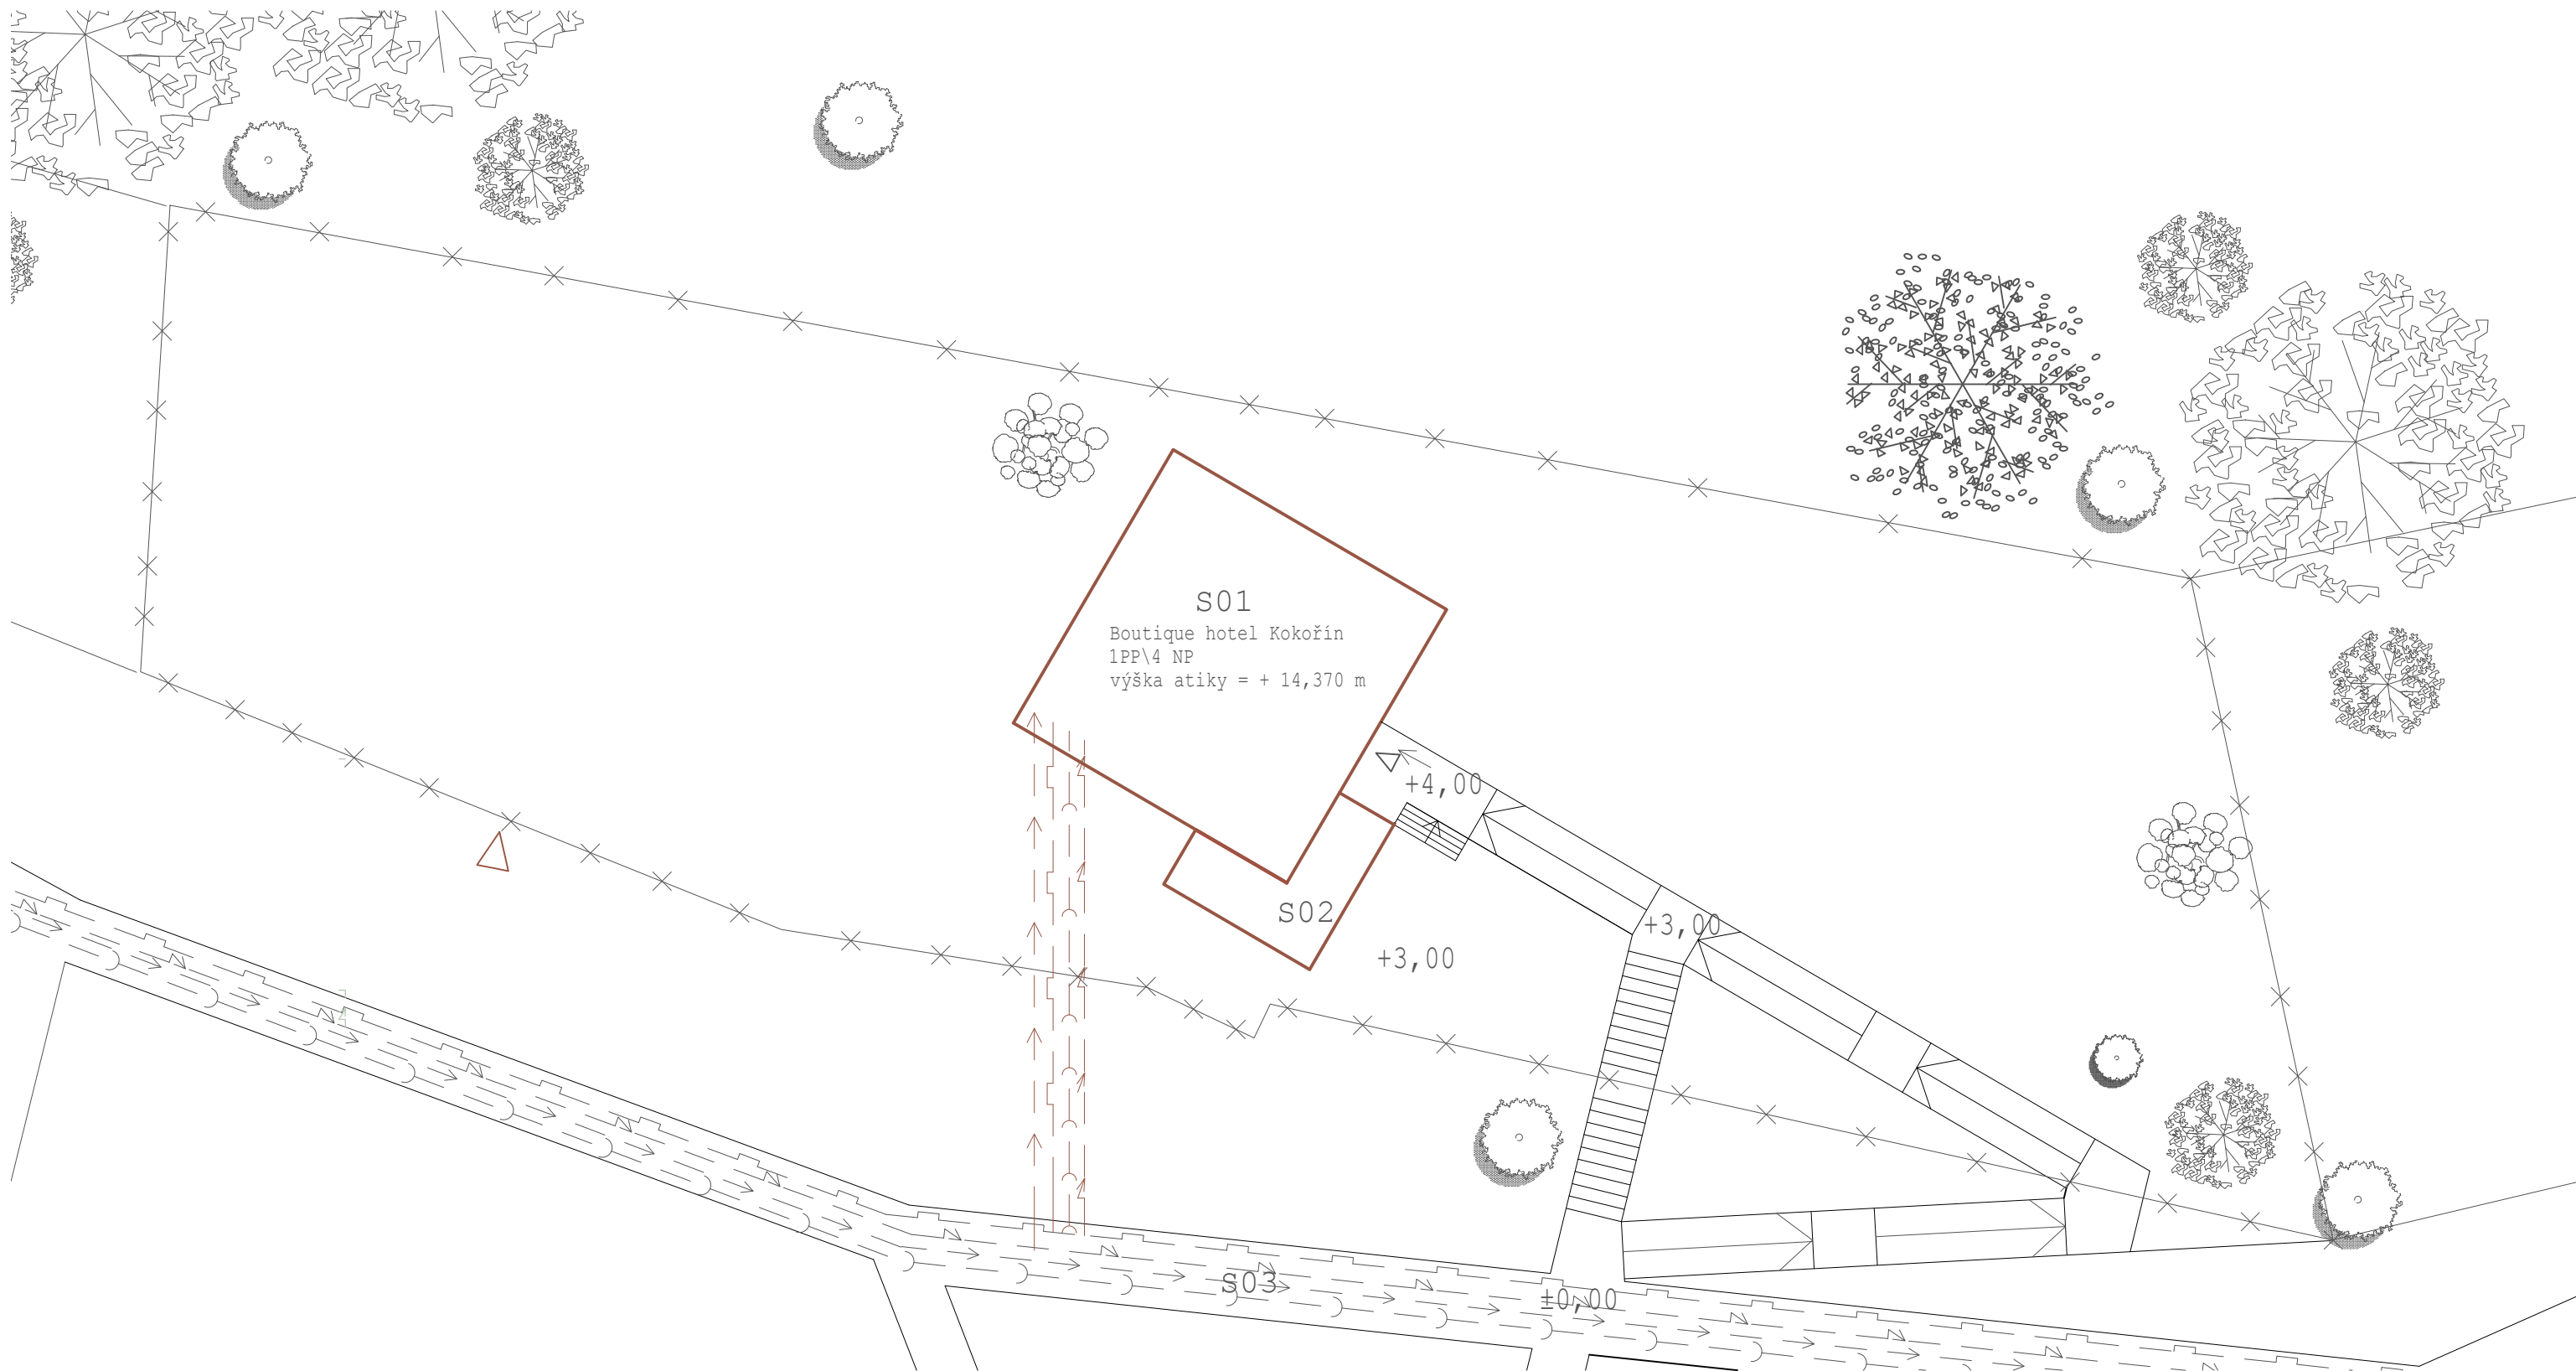 S01
Boutique hotel Kokořín
1PP\4 NP
výška atiky = + 14,370 m
+4,00
S02
+3,00
+3,00
S03
±0,00